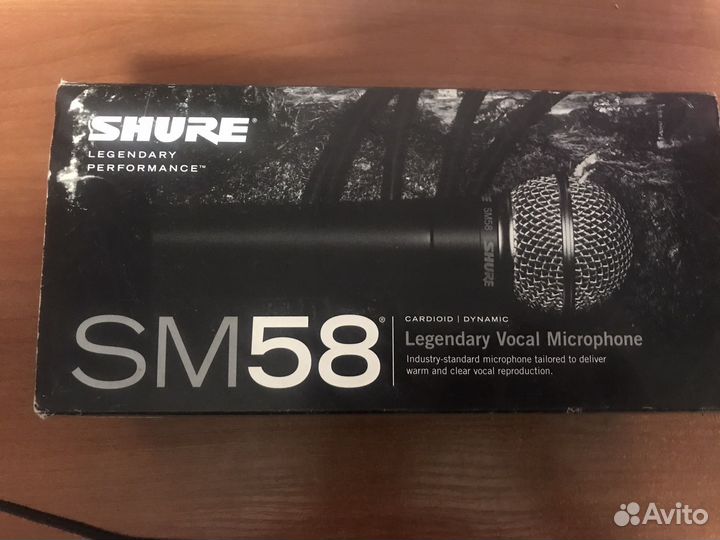 SHURE®
LEGENDARY
PERFORMANCE™
SM58
SHURE
SM58®
CARDIOID | DYNAMIC
Legendary Vocal Microphone
Industry-standard microphone tailored to deliver
warm and clear vocal reproduction.
Avito